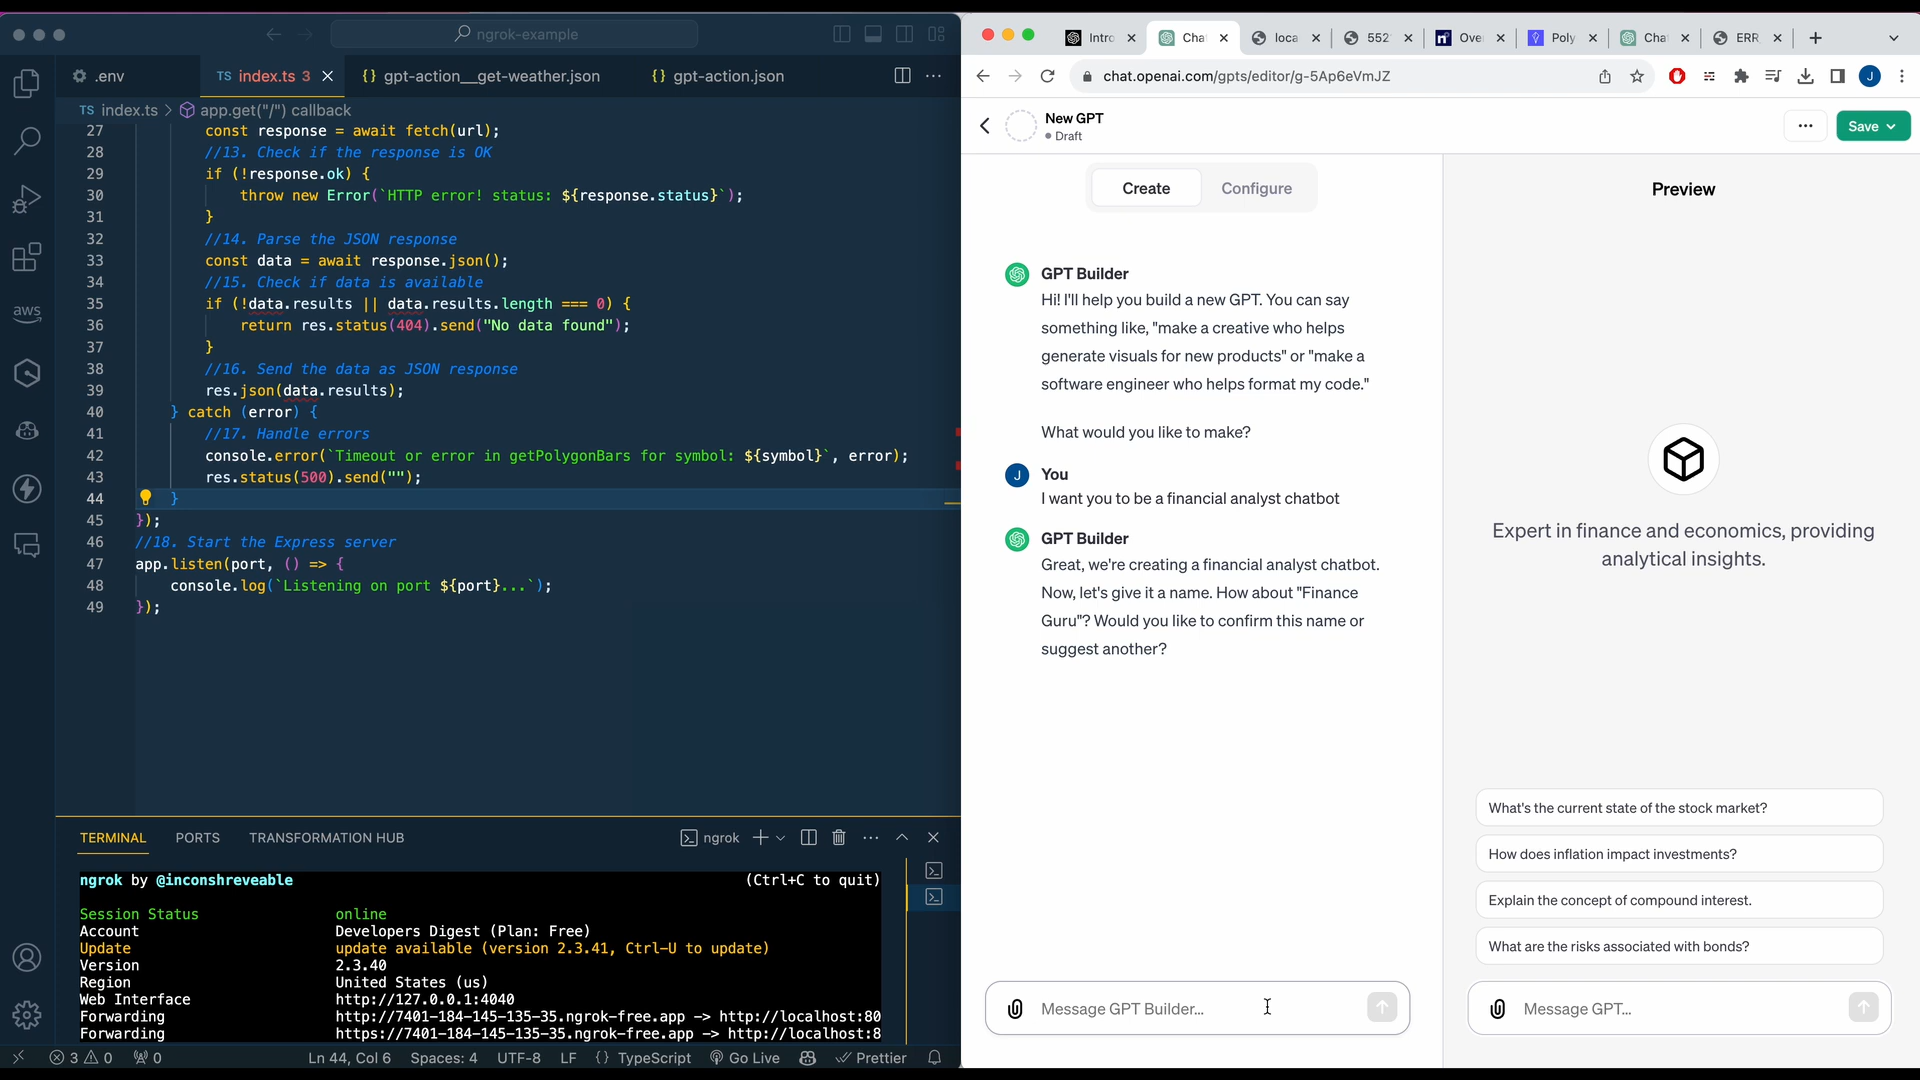 ngrok-example
.env
TS index.ts 3
{} gpt-action__get-weather.json
{} gpt-action.json
TS index.ts > app.get("/") callback
27 const response = await fetch(url);
28 //13. Check if the response is OK
29 if (!response.ok) {
30 throw new Error(`HTTP error! status: ${response.status}`);
31 }
32 //14. Parse the JSON response
33 const data = await response.json();
34 //15. Check if data is available
35 if (!data.results || data.results.length === 0) {
36 return res.status(404).send("No data found");
37 }
38 //16. Send the data as JSON response
39 res.json(data.results);
40 } catch (error) {
41 //17. Handle errors
42 console.error(`Timeout or error in getPolygonBars for symbol: ${symbol}`, error);
43 res.status(500).send("");
44 }
45 });
46 //18. Start the Express server
47 app.listen(port, () => {
48 console.log(`Listening on port ${port}...`);
49 });
aws
TERMINAL PORTS TRANSFORMATION HUB
ngrok
ngrok by @inconshreveable (Ctrl+C to quit)
Session Status online
Account Developers Digest (Plan: Free)
Update update available (version 2.3.41, Ctrl-U to update)
Version 2.3.40
Region United States (us)
Web Interface http://127.0.0.1:4040
Forwarding http://7401-184-145-135-35.ngrok-free.app -> http://localhost:80
Forwarding https://7401-184-145-135-35.ngrok-free.app -> http://localhost:8
3 0 0 Ln 44, Col 6 Spaces: 4 UTF-8 LF {} TypeScript Go Live Prettier
Intro Cha loca 552 Ove Poly Cha ERR
chat.openai.com/gpts/editor/g-5Ap6eVmJZ
J
New GPT
Draft
Save
Create Configure
GPT Builder
Hi! I'll help you build a new GPT. You can say
something like, "make a creative who helps
generate visuals for new products" or "make a
software engineer who helps format my code."
What would you like to make?
J
You
I want you to be a financial analyst chatbot
GPT Builder
Great, we're creating a financial analyst chatbot.
Now, let's give it a name. How about "Finance
Guru"? Would you like to confirm this name or
suggest another?
Message GPT Builder...
Preview
Expert in finance and economics, providing
analytical insights.
What's the current state of the stock market?
How does inflation impact investments?
Explain the concept of compound interest.
What are the risks associated with bonds?
Message GPT...